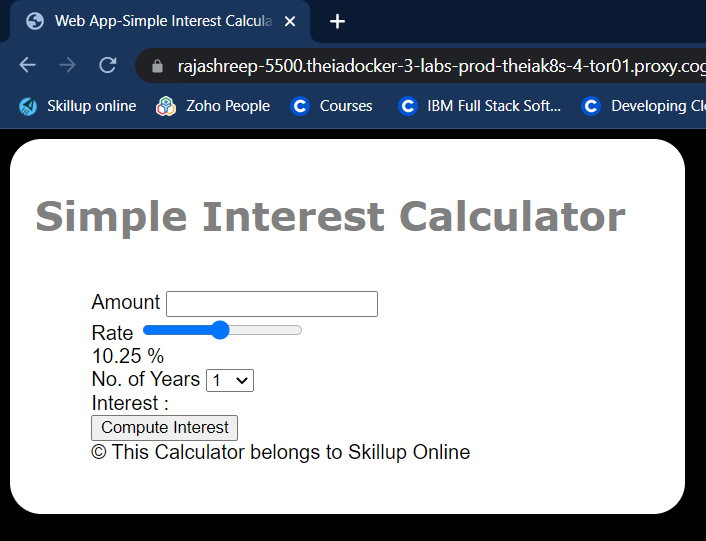 Web App-Simple Interest Calcula
rajashreep-5500.theiadocker-3-labs-prod-theiak8s-4-tor01.proxy.cog
Skillup online Zoho People Courses IBM Full Stack Soft... Developing Cl
Simple Interest Calculator
Amount
Rate
10.25 %
No. of Years 1
Interest :
Compute Interest
© This Calculator belongs to Skillup Online